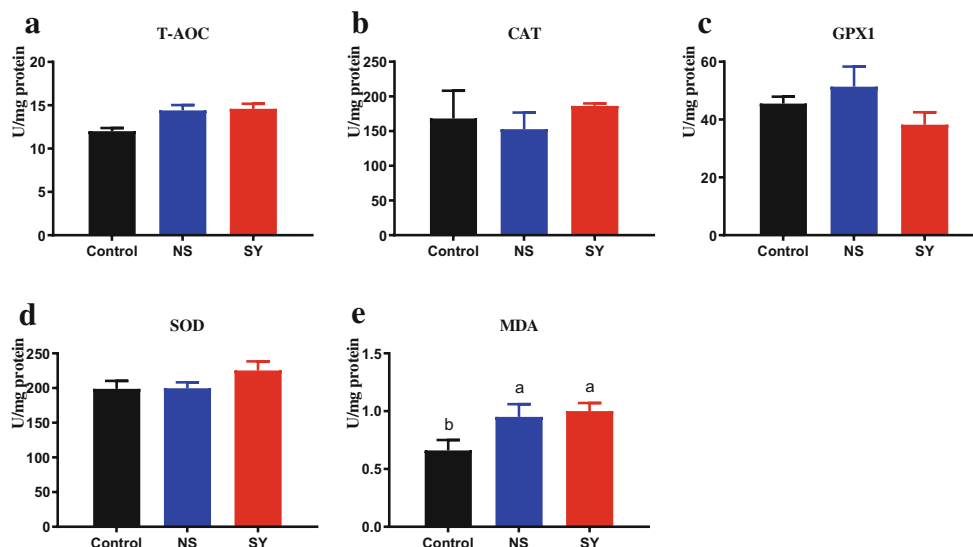 a
T-AOC
U/mg protein
20
15
10
5
0
Control NS SY
b
CAT
U/mg protein
250
200
150
100
50
0
Control NS SY
c
GPX1
U/mg protein
60
40
20
0
Control NS SY
d
SOD
U/mg protein
250
200
150
100
50
0
Control NS SY
e
MDA
U/mg protein
1.5
1.0
0.5
0.0
b a a
Control NS SY